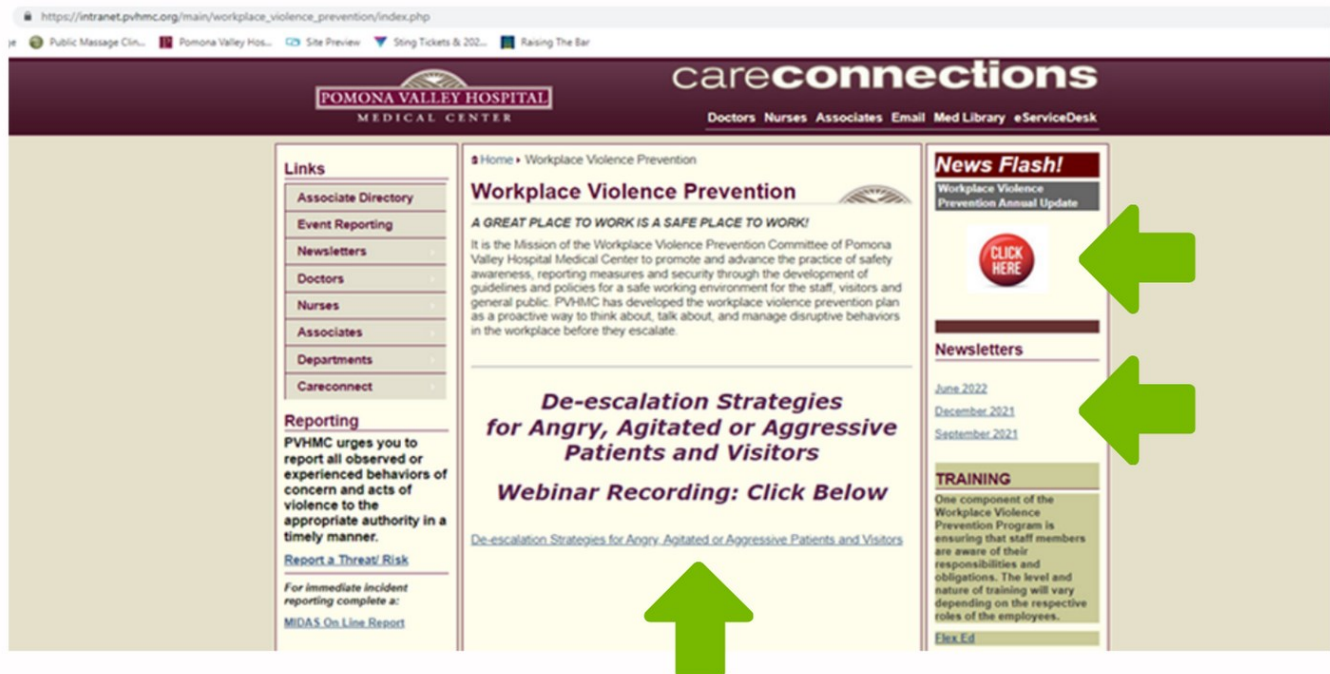 https://intranet.pvhmc.org/main/workplace_violence_prevention/index.php
Public Massage Clin... Pomona Valley Hos... Site Preview Sting Tickets & 202... Raising The Bar
POMONA VALLEY HOSPITAL
MEDICAL CENTER
careconnections
Doctors Nurses Associates Email Med Library eServiceDesk
Links
Associate Directory
Event Reporting
Newsletters
Doctors
Nurses
Associates
Departments
Careconnect
Reporting
PVHMC urges you to
report all observed or
experienced behaviors of
concern and acts of
violence to the
appropriate authority in a
timely manner.
Report a Threat/ Risk
For immediate incident
reporting complete a:
MIDAS On Line Report
Home Workplace Violence Prevention
Workplace Violence Prevention
A GREAT PLACE TO WORK IS A SAFE PLACE TO WORK!
It is the Mission of the Workplace Violence Prevention Committee of Pomona
Valley Hospital Medical Center to promote and advance the practice of safety
awareness, reporting measures and security through the development of
guidelines and policies for a safe working environment for the staff, visitors and
general public. PVHMC has developed the workplace violence prevention plan
as a proactive way to think about, talk about, and manage disruptive behaviors
in the workplace before they escalate.
De-escalation Strategies
for Angry, Agitated or Aggressive
Patients and Visitors
Webinar Recording: Click Below
De-escalation Strategies for Angry, Agitated or Aggressive Patients and Visitors
News Flash!
Workplace Violence
Prevention Annual Update
CLICK
HERE
Newsletters
June 2022
December 2021
September 2021
TRAINING
One component of the
Workplace Violence
Prevention Program is
ensuring that staff members
are aware of their
responsibilities and
obligations. The level and
nature of training will vary
depending on the respective
roles of the employees.
Flex Ed